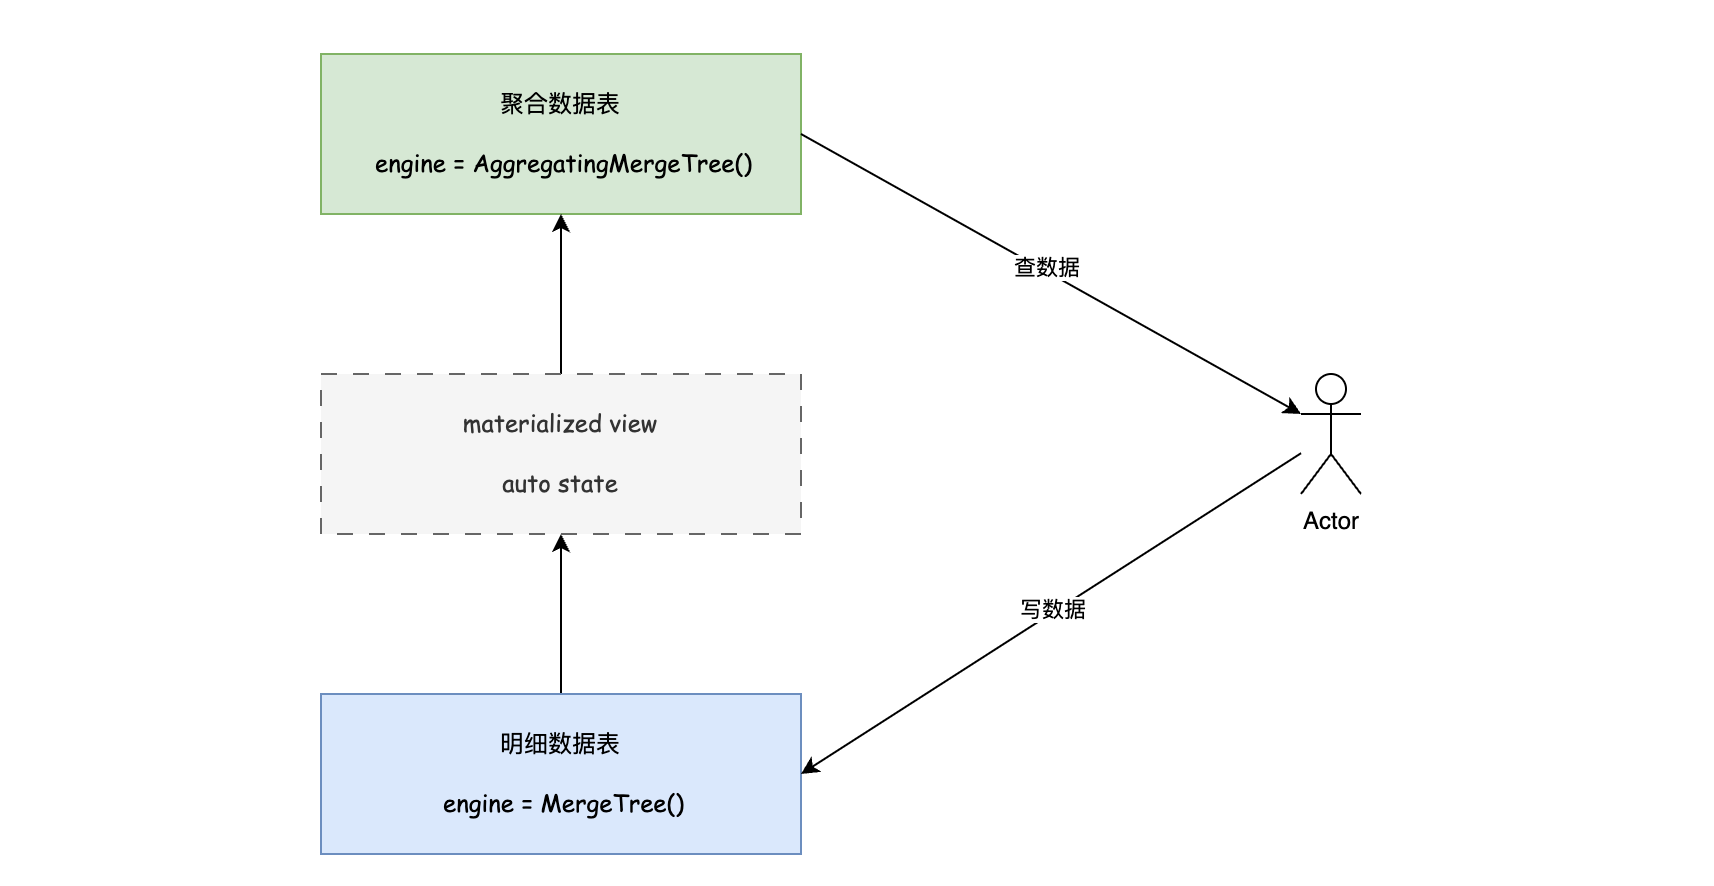 聚合数据表
engine = AggregatingMergeTree()
查数据
materialized view
auto state
Actor
写数据
明细数据表
engine = MergeTree()